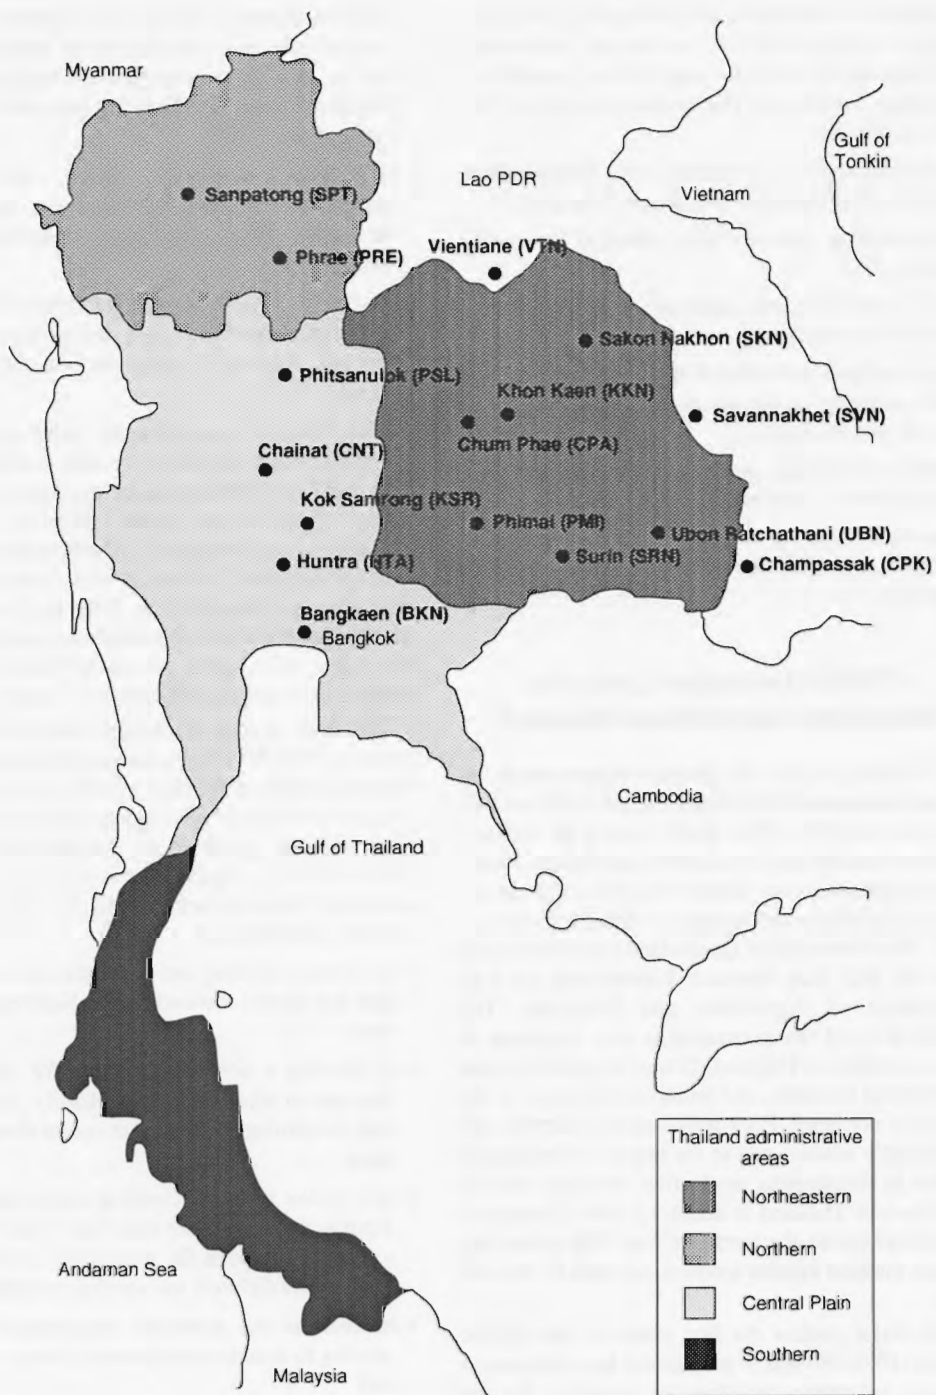 Myanmar
Gulf of
Tonkin
Lao PDR
Vietnam
Sanpatong (SPT)
Vientiane (VTN)
Phrae (PRE)
Sakon Nakhon (SKN)
Phitsanulok (PSL)
Khon Kaen (KKN)
Savannakhet (SVN)
Chum Phae (CPA)
Chainat (CNT)
Kok Samrong (KSR)
Phimai (PMI)
Ubon Ratchathani (UBN)
Surin (SRN)
Huntra (HTA)
Champassak (CPK)
Bangkaen (BKN)
Bangkok
Cambodia
Gulf of Thailand
Thailand administrative
areas
Northeastern
Northern
Central Plain
Southern
Andaman Sea
Malaysia